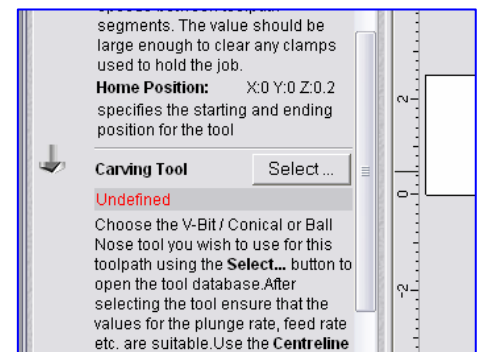 segments. The value should be
large enough to clear any clamps
used to hold the job.
Home Position: X:0 Y:0 Z:0.2
specifies the starting and ending
position for the tool
Carving Tool Select ...
Undefined
Choose the V-Bit / Conical or Ball
Nose tool you wish to use for this
toolpath using the Select... button to
open the tool database.After
selecting the tool ensure that the
values for the plunge rate, feed rate
etc. are suitable.Use the Centreline
2
0
-2